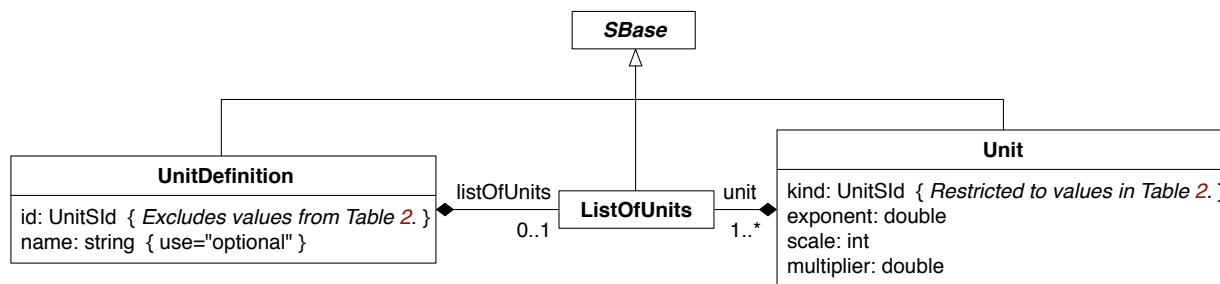 SBase
UnitDefinition
id: UnitSId { Excludes values from Table 2. }
name: string { use="optional" }
listOfUnits
0..1
ListOfUnits
unit
1..*
Unit
kind: UnitSId { Restricted to values in Table 2. }
exponent: double
scale: int
multiplier: double